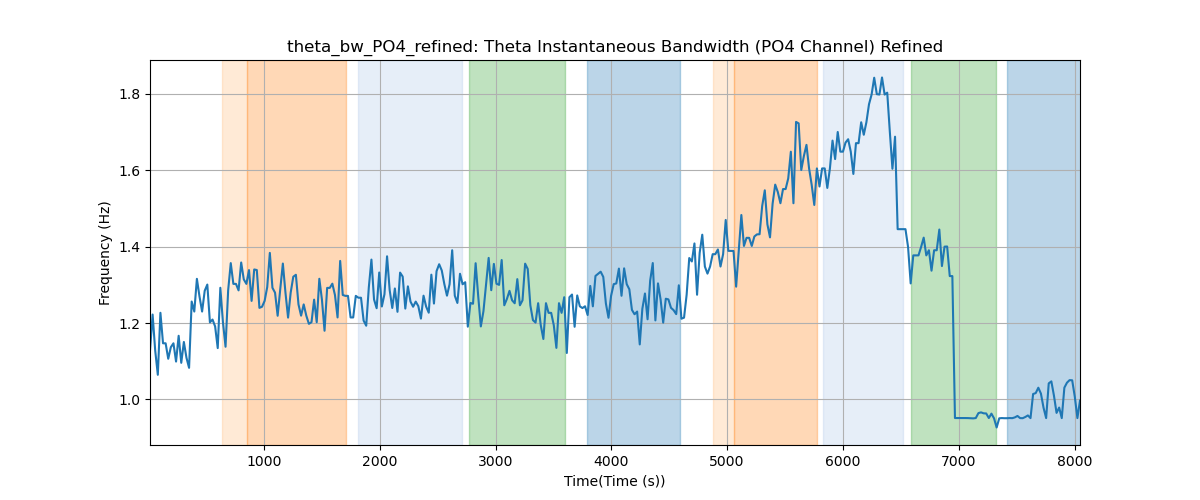 theta_bw_PO4_refined: Theta Instantaneous Bandwidth (PO4 Channel) Refined
Frequency (Hz)
1.8
1.6
1.4
1.2
1.0
1000 2000 3000 4000 5000 6000 7000 8000
Time(Time (s))